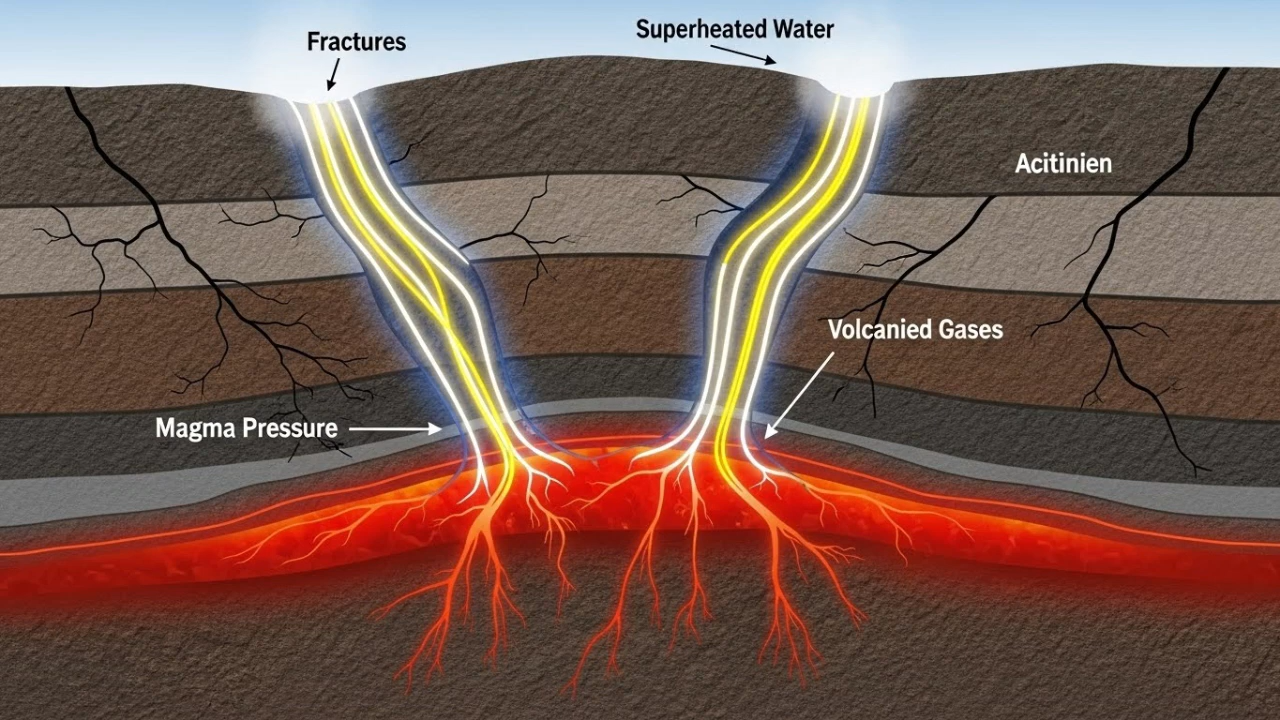 Fractures
Superheated Water
Acitinien
Volcanied Gases
Magma Pressure